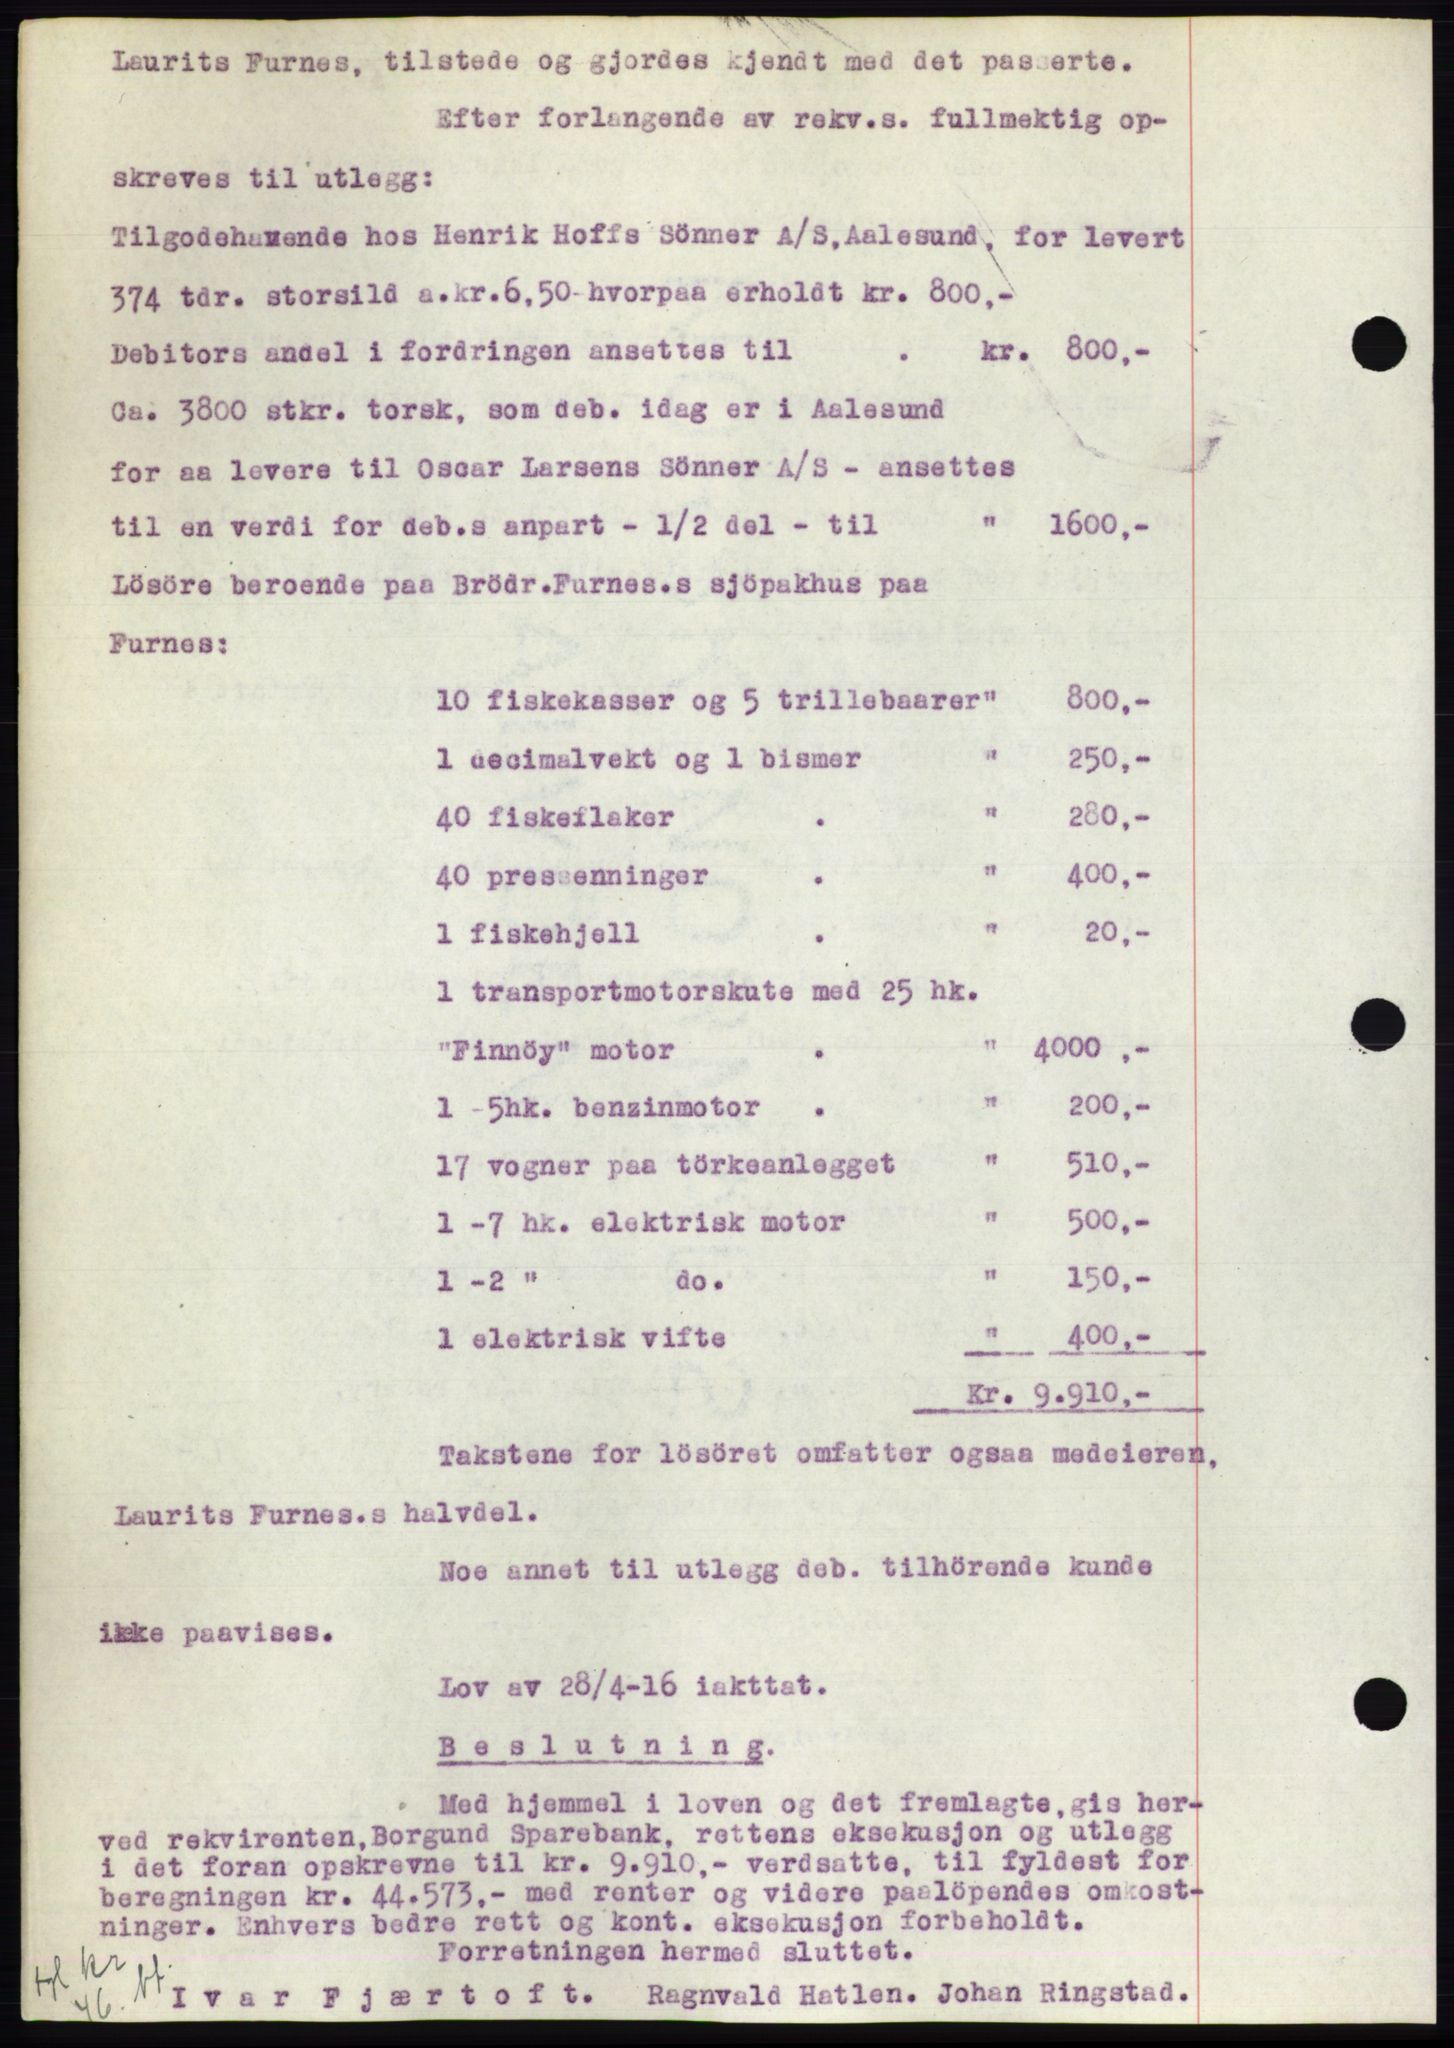 Laurits Furnes, tilstede og gjordes kjendt med det passerte.
Efter forlangende av rekv.s. fullmektig op-
skreves til utlegg:
Tilgodehavende hos Henrik Hoffs Sönner A/S, Aalesund, for levert
374 tdr. storsild a.kr.6,50-hvorpaa erholdt kr. 800,-
Debitors andel i fordringen ansettes til . kr. 800,-
Ca. 3800 stkr. torsk, som deb. idag er i Aalesund
for aa levere til Oscar Larsens Sönner A/S - ansettes
til en verdi for deb.s anpart - 1/2 del - til " 1600,-
Lösöre beroende paa Brödr.Furnes.s sjöpakhus paa
Furnes:
10 fiskekasser og 5 trillebaarer" 800,-
1 decimalvekt og 1 bismer " 250,-
40 fiskeflaker . " 280,-
40 pressenninger . " 400,-
1 fiskehjell . " 20,-
1 transportmotorskute med 25 hk.
"Finnöy" motor . " 4000 ,-
1 -5hk. benzinmotor . " 200,-
17 vogner paa törkeanlegget " 510,-
1 -7 hk. elektrisk motor " 500,-
1 -2 " do. " 150,-
1 elektrisk vifte " 400,-
Kr. 9.910,-
Takstene for lösöret omfatter ogsaa medeieren,
Laurits Furnes.s halvdel.
Noe annet til utlegg deb. tilhörende kunde
ikke paavises.
Lov av 28/4-16 iakttat.
B e s l u t n i n g.
Med hjemmel i loven og det fremlagte, gis her-
ved rekvirenten, Borgund Sparebank, rettens eksekusjon og utlegg
i det foran opskrevne til kr. 9.910,- verdsatte, til fyldest for
beregningen kr. 44.573,- med renter og videre paalöpendes omkost-
ninger. Enhvers bedre rett og kont. eksekusjon forbeholdt.
Forretningen hermed sluttet.
I v a r F j æ r t o f t. Ragnvald Hatlen. Johan Ringstad.
kr
46.